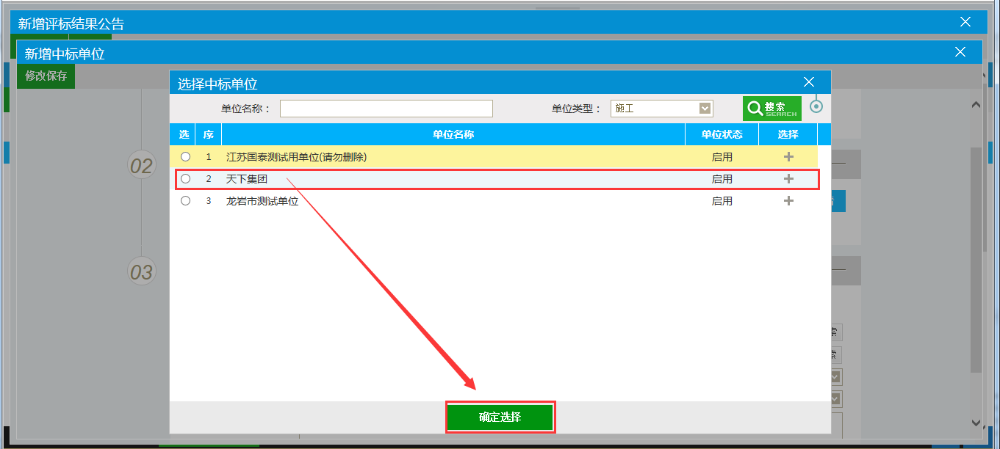 新增评标结果公告
新增中标单位
修改保存
选择中标单位
单位名称： 单位类型： 施工 搜索 SEARCH
选 序 单位名称 单位状态 选择
1 江苏国泰测试用单位(请勿删除) 启用
2 天下集团 启用
3 龙岩市测试单位 启用
02
03
索
索
确定选择